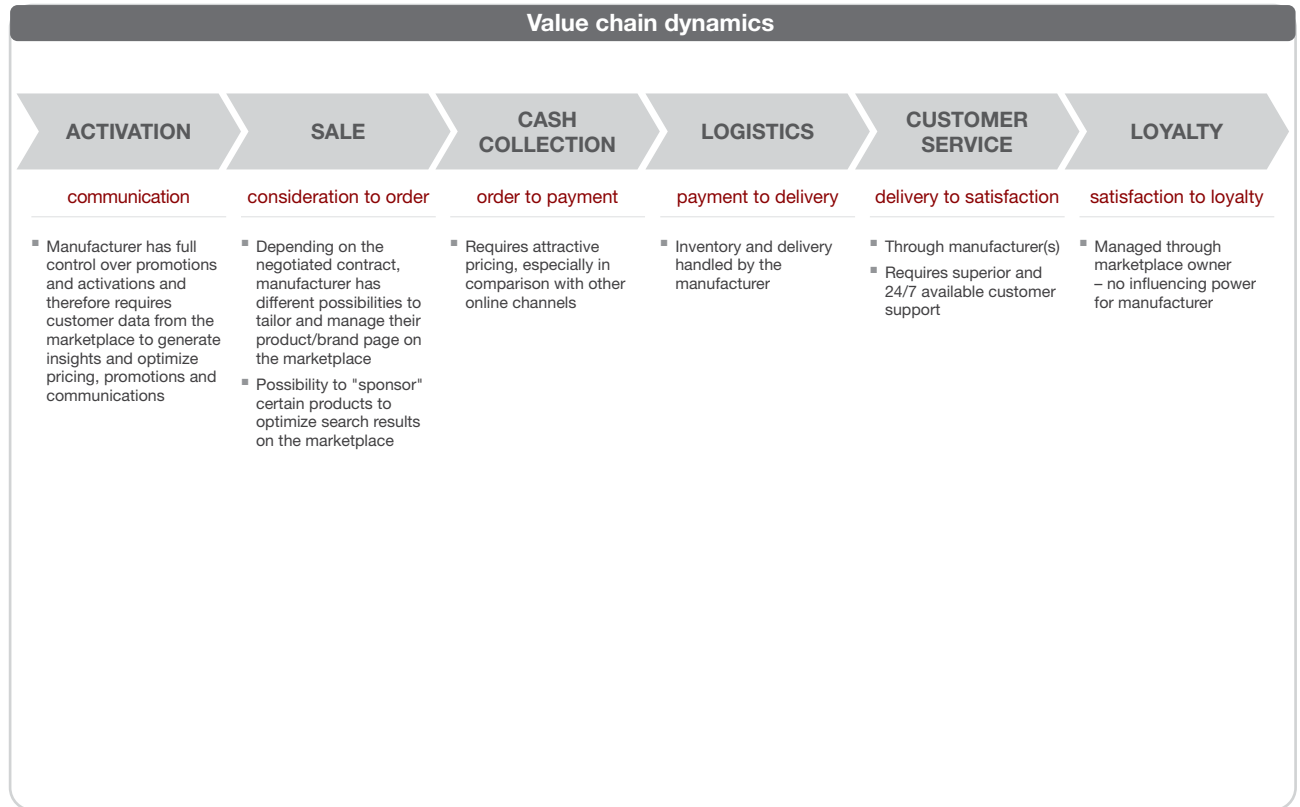 Value chain dynamics
ACTIVATION
SALE
CASH
COLLECTION
LOGISTICS
CUSTOMER
SERVICE
LOYALTY
communication
consideration to order
order to payment
payment to delivery
delivery to satisfaction
satisfaction to loyalty
▪ Manufacturer has full
control over promotions
and activations and
therefore requires
customer data from the
marketplace to generate
insights and optimize
pricing, promotions and
communications
▪ Depending on the
negotiated contract,
manufacturer has
different possibilities to
tailor and manage their
product/brand page on
the marketplace
▪ Possibility to "sponsor"
certain products to
optimize search results
on the marketplace
▪ Requires attractive
pricing, especially in
comparison with other
online channels
▪ Inventory and delivery
handled by the
manufacturer
▪ Through manufacturer(s)
▪ Requires superior and
24/7 available customer
support
▪ Managed through
marketplace owner
– no influencing power
for manufacturer